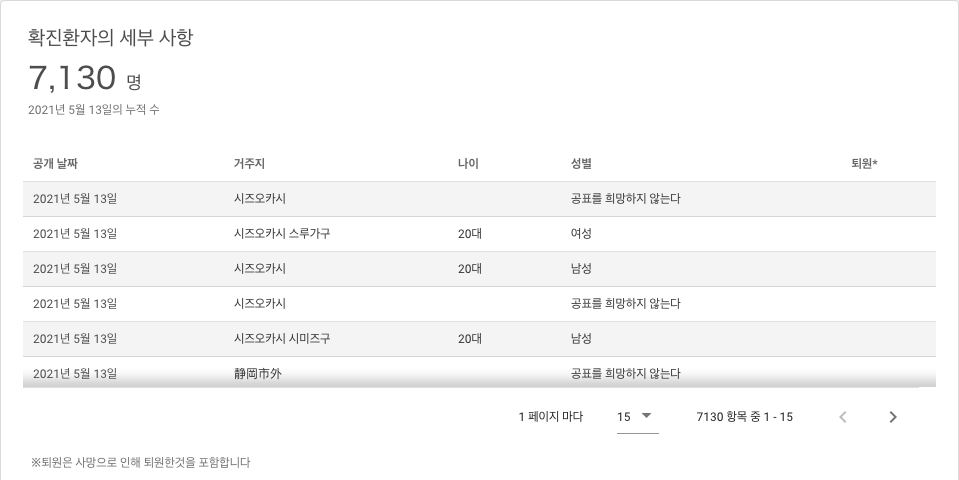 확진환자의 세부 사항
7,130 명
2021년 5월 13일의 누적 수
공개 날짜 거주지 나이 성별 퇴원*
2021년 5월 13일 시즈오카시 공표를 희망하지 않는다
2021년 5월 13일 시즈오카시 스루가구 20대 여성
2021년 5월 13일 시즈오카시 20대 남성
2021년 5월 13일 시즈오카시 공표를 희망하지 않는다
2021년 5월 13일 시즈오카시 시미즈구 20대 남성
2021년 5월 13일 静岡市外 공표를 희망하지 않는다
1 페이지 마다 15 7130 항목 중 1 - 15
※퇴원은 사망으로 인해 퇴원한것을 포함합니다